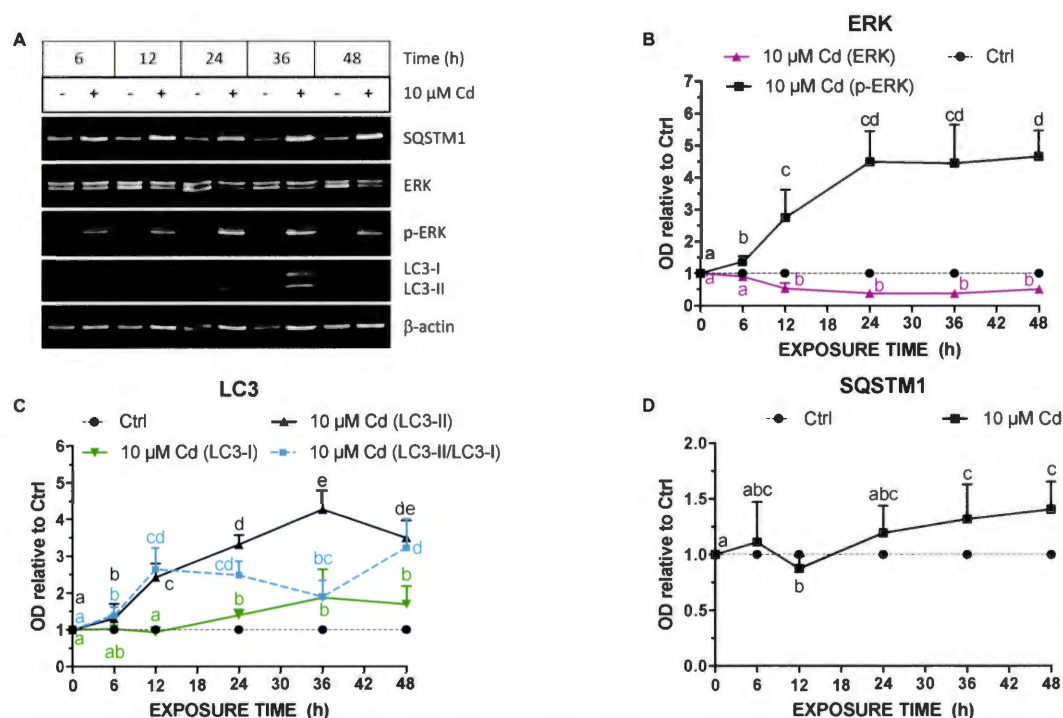 A
6 12 24 36 48 Time (h)
- + - + - + - + - + 10 µM Cd
SQSTM1
ERK
p-ERK
LC3-I
LC3-II
β-actin
B
ERK
10 µM Cd (ERK) Ctrl
10 µM Cd (p-ERK)
OD relative to Ctrl
7
6
5
4
3
2
1
0
a b c cd cd d
a a b b b b
0 6 12 18 24 30 36 42 48
EXPOSURE TIME (h)
LC3
C
Ctrl 10 µM Cd (LC3-II)
10 µM Cd (LC3-I) 10 µM Cd (LC3-II/LC3-I)
OD relative to Ctrl
6
5
4
3
2
1
0
a b c d e de
a b cd cd bc d
a ab a b b b
0 6 12 18 24 30 36 42 48
EXPOSURE TIME (h)
SQSTM1
D
Ctrl 10 µM Cd
OD relative to Ctrl
2.0
1.5
1.0
0.5
0.0
a abc b abc c c
0 6 12 18 24 30 36 42 48
EXPOSURE TIME (h)